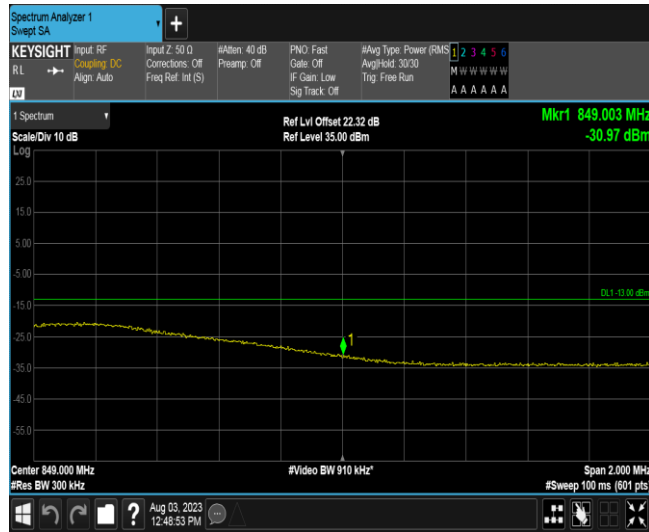 Spectrum Analyzer 1
Swept SA
+
KEYSIGHT
RL
LXI
Input: RF
Coupling: DC
Align: Auto
Input Z: 50 Ω
Corrections: Off
Freq Ref: Int (S)
#Atten: 40 dB
Preamp: Off
PNO: Fast
Gate: Off
IF Gain: Low
Sig Track: Off
#Avg Type: Power (RMS
Avg|Hold: 30/30
Trig: Free Run
1 2 3 4 5 6
M W W W W W
A A A A A A
1 Spectrum
Scale/Div 10 dB
Log
Ref Lvl Offset 22.32 dB
Ref Level 35.00 dBm
Mkr1 849.003 MHz
-30.97 dBm
25.0
15.0
5.00
-5.00
DL1 -13.00 dBm
-15.0
-25.0
1
-35.0
-45.0
-55.0
Center 849.000 MHz
#Res BW 300 kHz
#Video BW 910 kHz*
Span 2.000 MHz
#Sweep 100 ms (601 pts)
?
Aug 03, 2023
12:48:53 PM